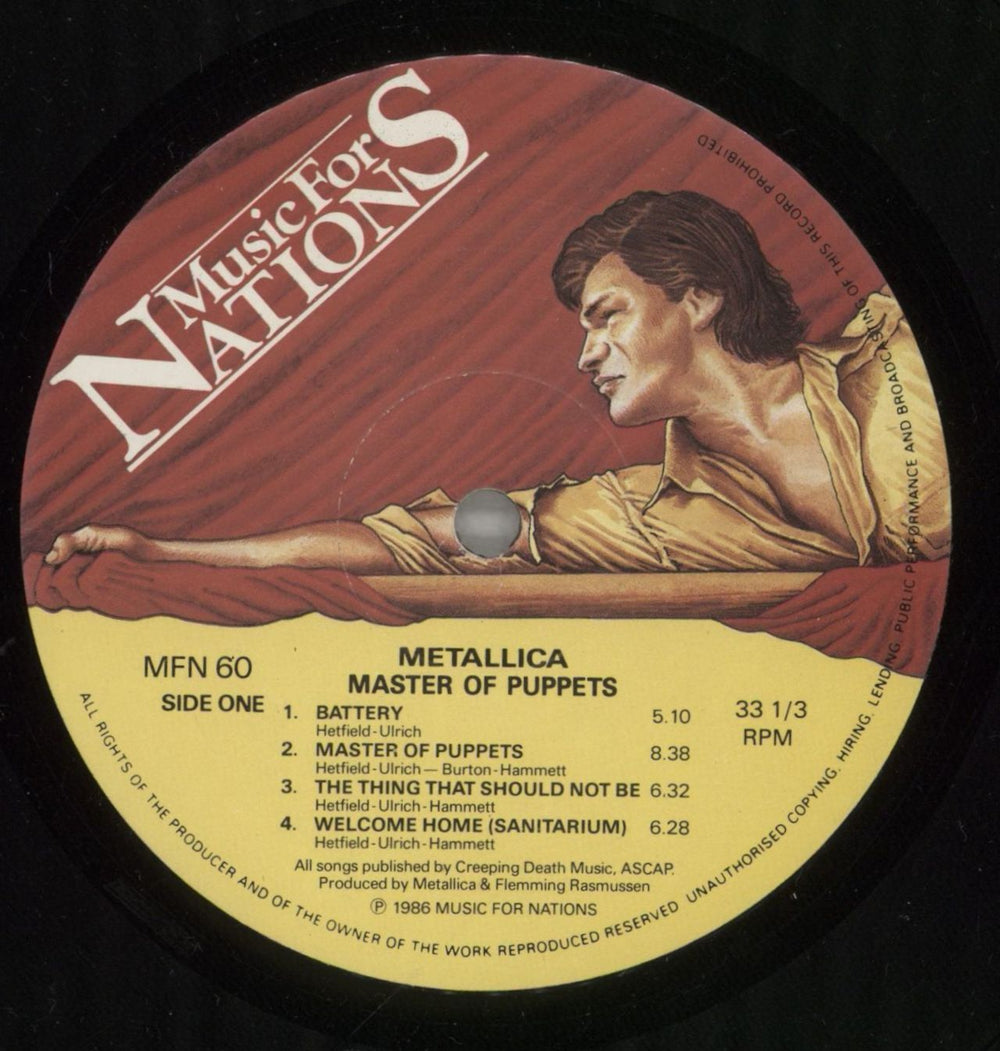 Music For
NATIONS
MFN 60
SIDE ONE
METALLICA
MASTER OF PUPPETS
33 1/3
RPM
1. BATTERY 5.10
Hetfield-Ulrich
2. MASTER OF PUPPETS 8.38
Hetfield-Ulrich — Burton-Hammett
3. THE THING THAT SHOULD NOT BE 6.32
Hetfield-Ulrich-Hammett
4. WELCOME HOME (SANITARIUM) 6.28
Hetfield-Ulrich-Hammett
All songs published by Creeping Death Music, ASCAP.
Produced by Metallica & Flemming Rasmussen
℗ 1986 MUSIC FOR NATIONS
ALL RIGHTS OF THE PRODUCER AND OF THE OWNER OF THE WORK REPRODUCED RESERVED UNAUTHORISED COPYING. HIRING. LENDING. PUBLIC PERFORMANCE AND BROADCASTING OF THIS RECORD PROHIBITED